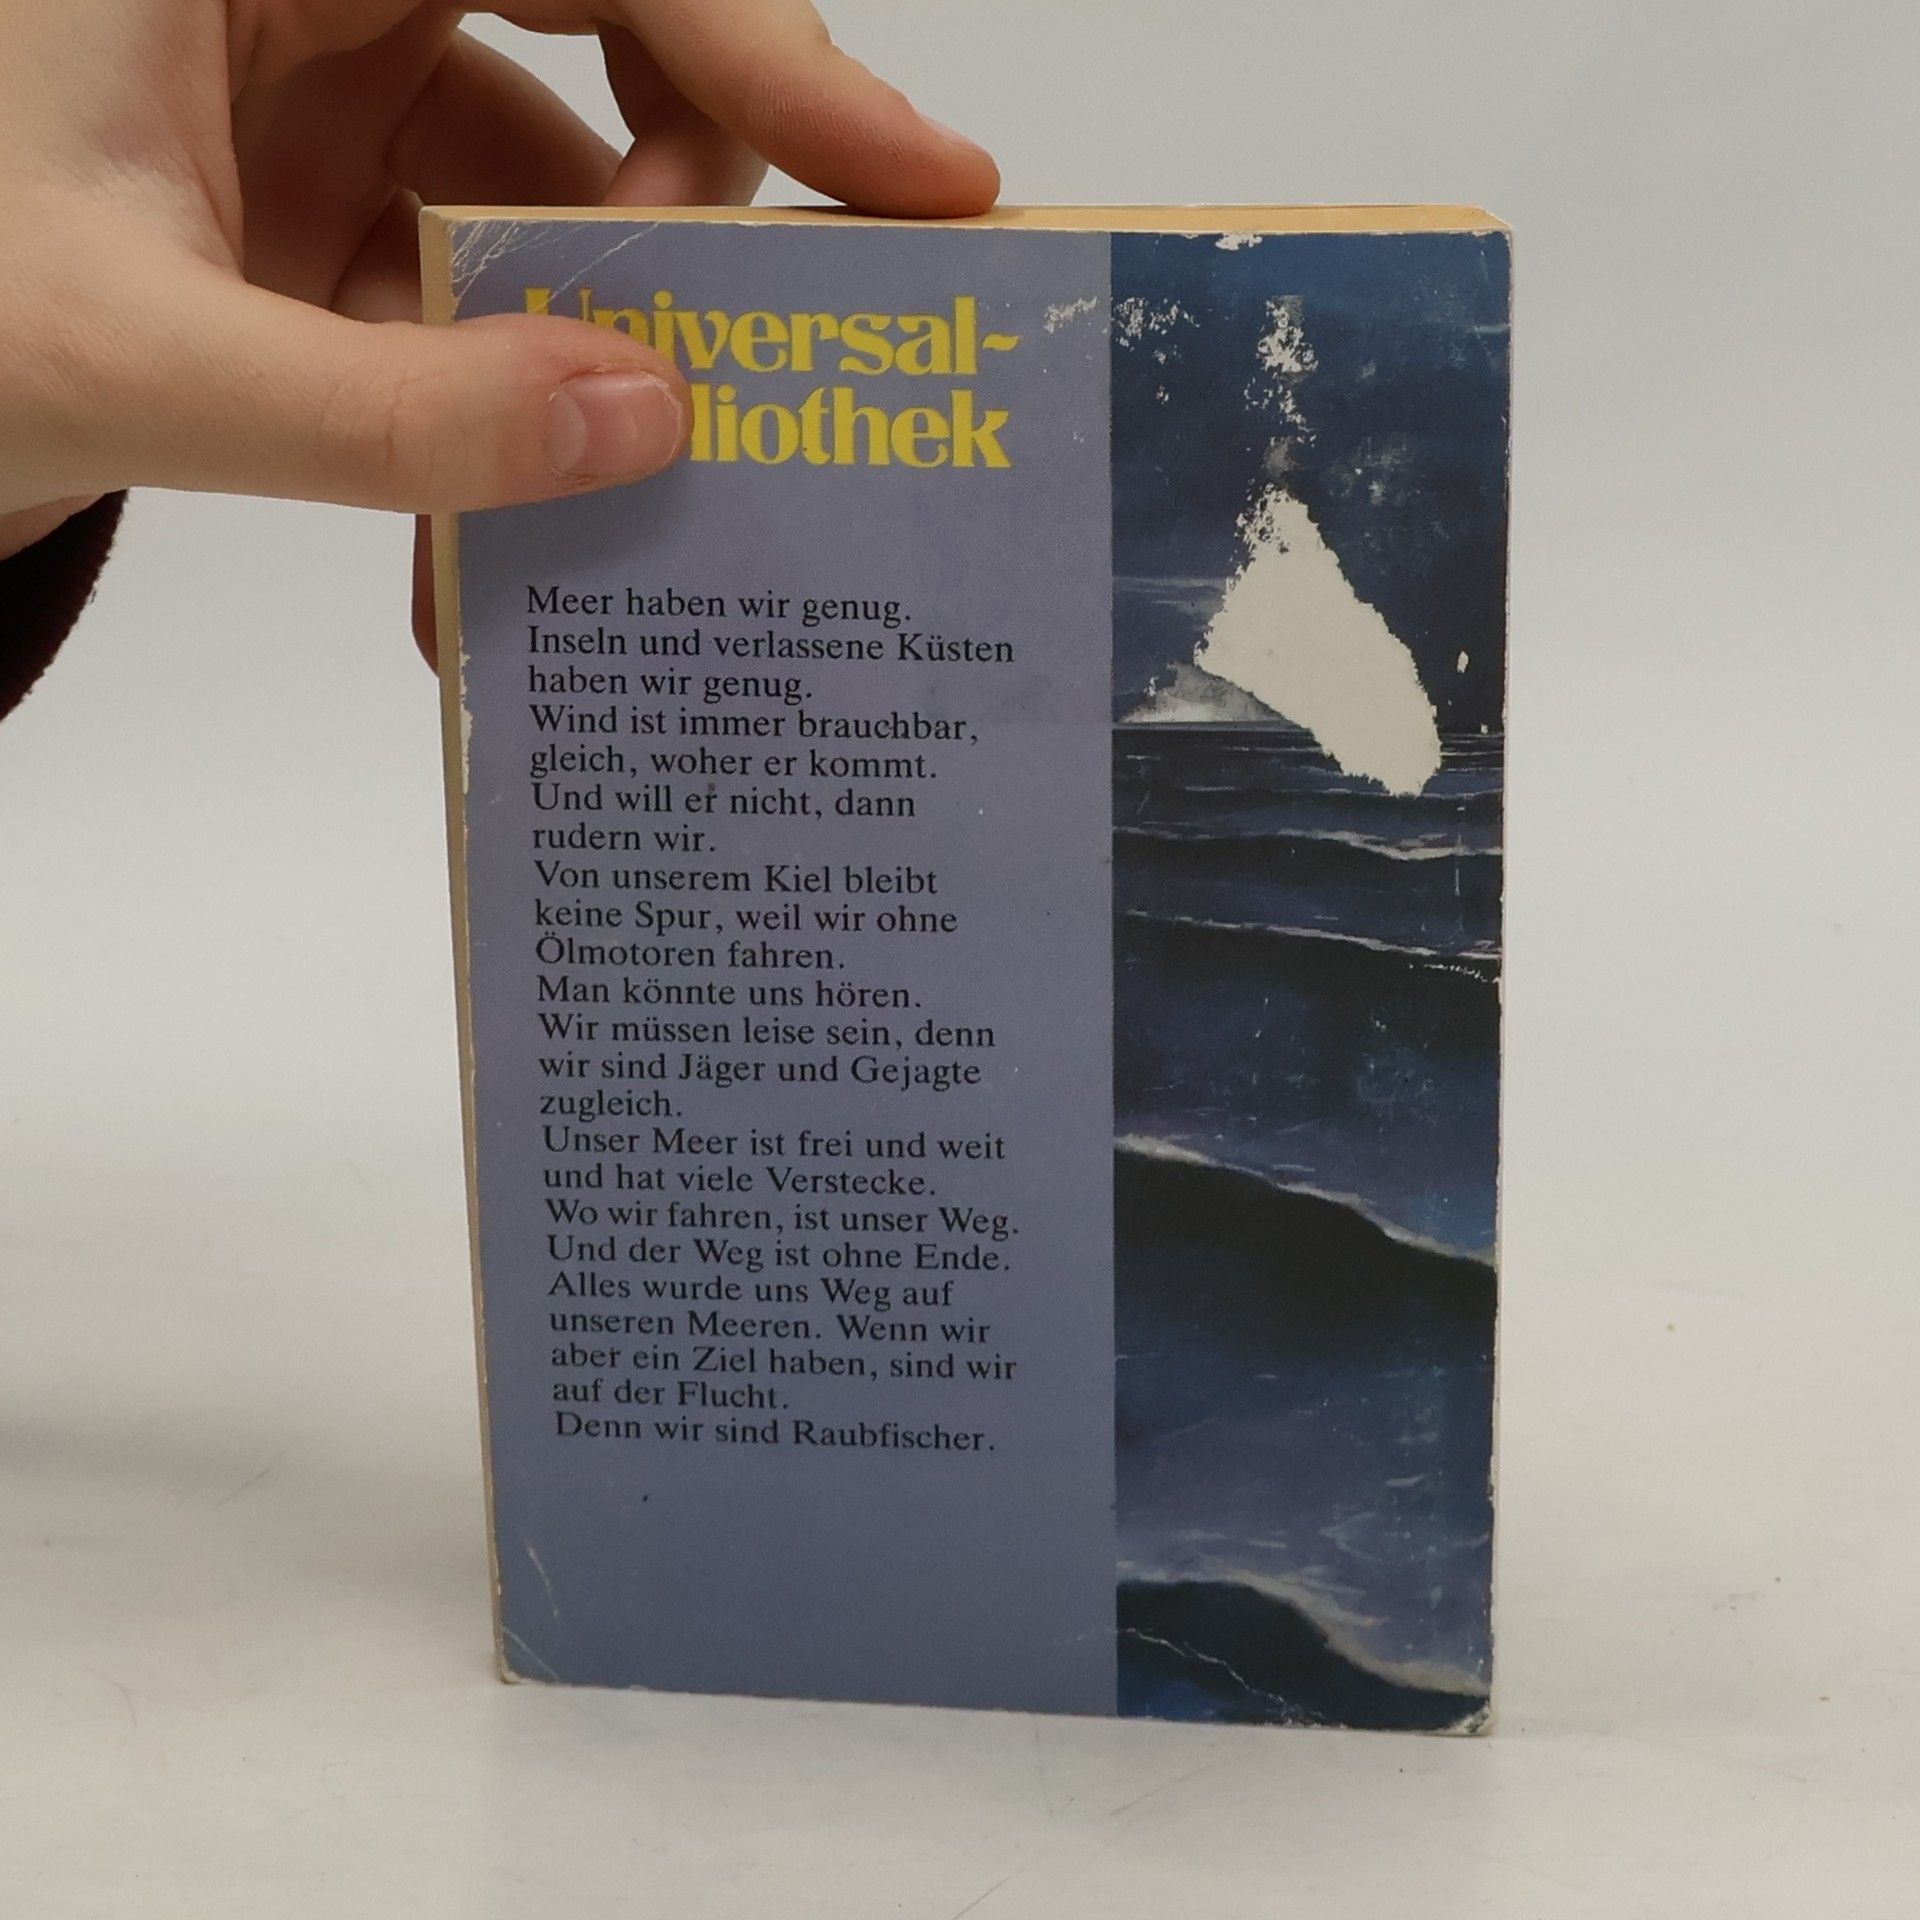 Universal-
liothek
Meer haben wir genug.
Inseln und verlassene Küsten
haben wir genug.
Wind ist immer brauchbar,
gleich, woher er kommt.
Und will er nicht, dann
rudern wir.
Von unserem Kiel bleibt
keine Spur, weil wir ohne
Ölmotoren fahren.
Man könnte uns hören.
Wir müssen leise sein, denn
wir sind Jäger und Gejagte
zugleich.
Unser Meer ist frei und weit
und hat viele Verstecke.
Wo wir fahren, ist unser Weg.
Und der Weg ist ohne Ende.
Alles wurde uns Weg auf
unseren Meeren. Wenn wir
aber ein Ziel haben, sind wir
auf der Flucht.
Denn wir sind Raubfischer.